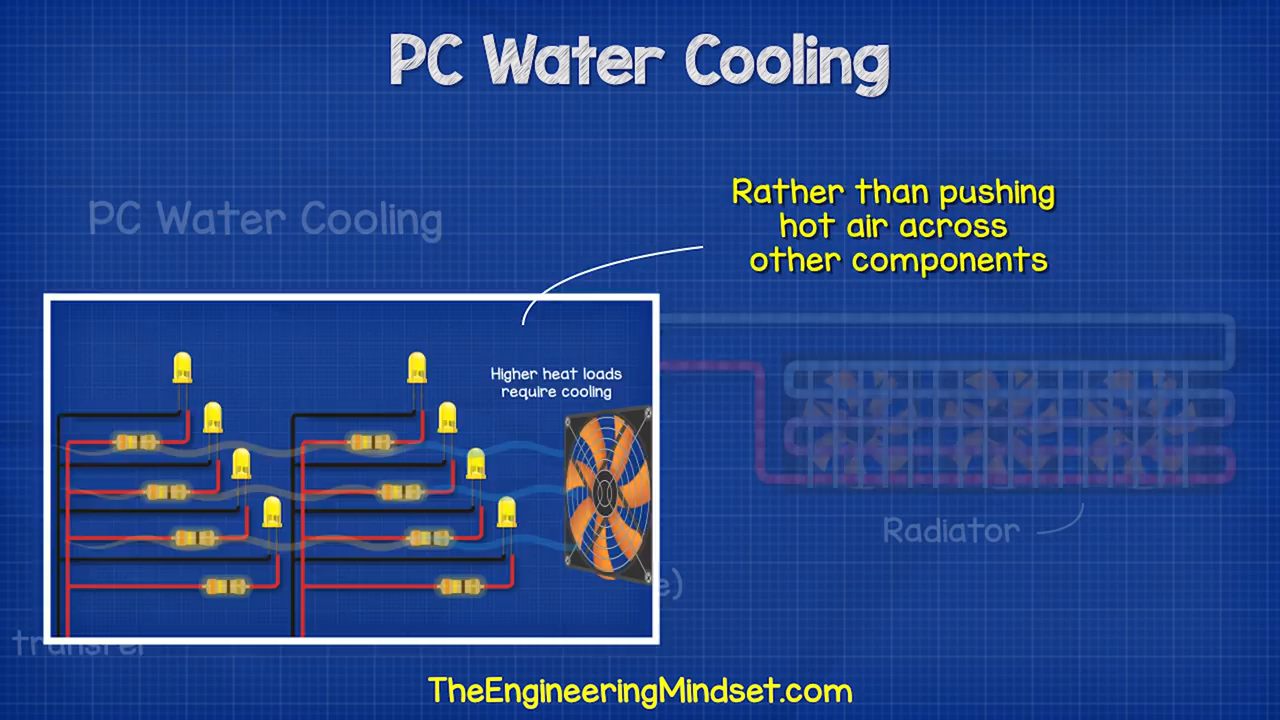 PC Water Cooling
PC Water Cooling
Rather than pushing
hot air across
other components
Higher heat loads
require cooling
Radiator
transfer
TheEngineeringMindset.com